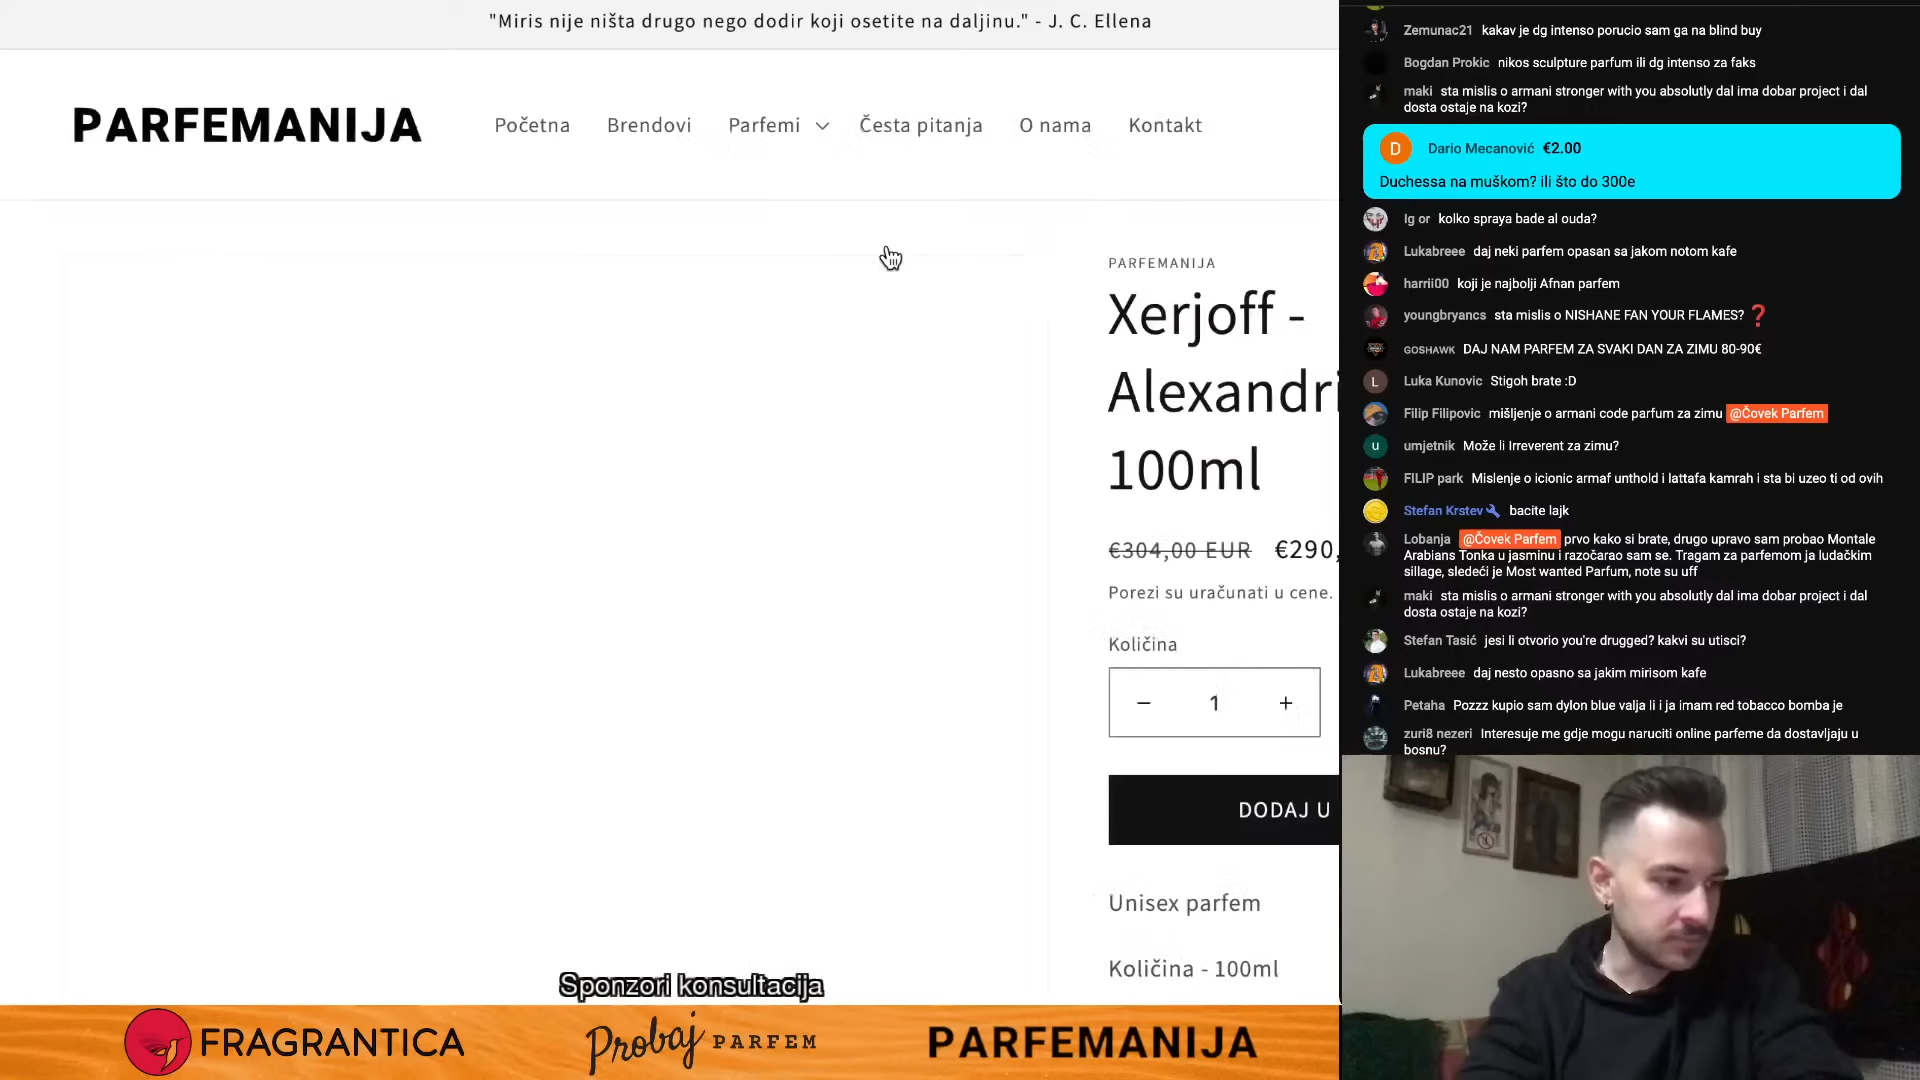 "Miris nije ništa drugo nego dodir koji osetite na daljinu." - J. C. Ellena
PARFEMANIJA
Početna
Brendovi
Parfemi
Česta pitanja
O nama
Kontakt
PARFEMANIJA
Xerjoff -
Alexandri
100ml
€304,00 EUR €290,
Porezi su uračunati u cene.
Količina
− 1 +
DODAJ U
Unisex parfem
Količina - 100ml
Sponzori konsultacija
FRAGRANTICA
Probaj PARFEM
PARFEMANIJA
Zemunac21 kakav je dg intenso porucio sam ga na blind buy
Bogdan Prokic nikos sculpture parfum ili dg intenso za faks
maki sta mislis o armani stronger with you absolutly dal ima dobar project i dal
dosta ostaje na kozi?
D Dario Mecanović €2.00
Duchessa na muškom? ili što do 300e
Ig or kolko spraya bade al ouda?
Lukabreee daj neki parfem opasan sa jakom notom kafe
harrii00 koji je najbolji Afnan parfem
youngbryancs sta mislis o NISHANE FAN YOUR FLAMES? ❓
GOSHAWK DAJ NAM PARFEM ZA SVAKI DAN ZA ZIMU 80-90€
L Luka Kunovic Stigoh brate :D
Filip Filipovic mišljenje o armani code parfum za zimu @Čovek Parfem
u umjetnik Može li Irreverent za zimu?
FILIP park Mislenje o icionic armaf unthold i lattafa kamrah i sta bi uzeo ti od ovih
Stefan Krstev bacite lajk
Lobanja @Čovek Parfem prvo kako si brate, drugo upravo sam probao Montale
Arabians Tonka u jasminu i razočarao sam se. Tragam za parfemom ja ludačkim
sillage, sledeći je Most wanted Parfum, note su uff
maki sta mislis o armani stronger with you absolutly dal ima dobar project i dal
dosta ostaje na kozi?
Stefan Tasić jesi li otvorio you're drugged? kakvi su utisci?
Lukabreee daj nesto opasno sa jakim mirisom kafe
Petaha Pozzz kupio sam dylon blue valja li i ja imam red tobacco bomba je
zuri8 nezeri Interesuje me gdje mogu naruciti online parfeme da dostavljaju u
bosnu?